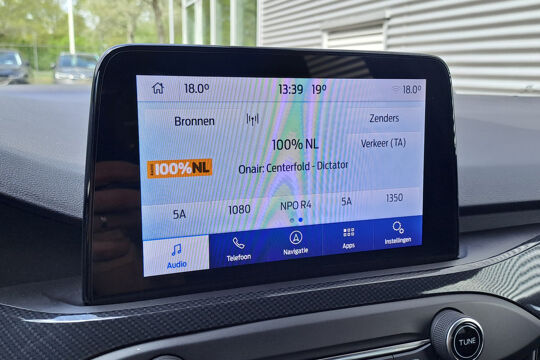 18.0° 13:39 19° 18.0°
Bronnen Zenders
100% NL Verkeer (TA)
RADIO 100%NL
Onair: Centerfold - Dictator
5A 1080 NPO R4 5A 1350
Audio Telefoon Navigatie Apps Instellingen
TUNE